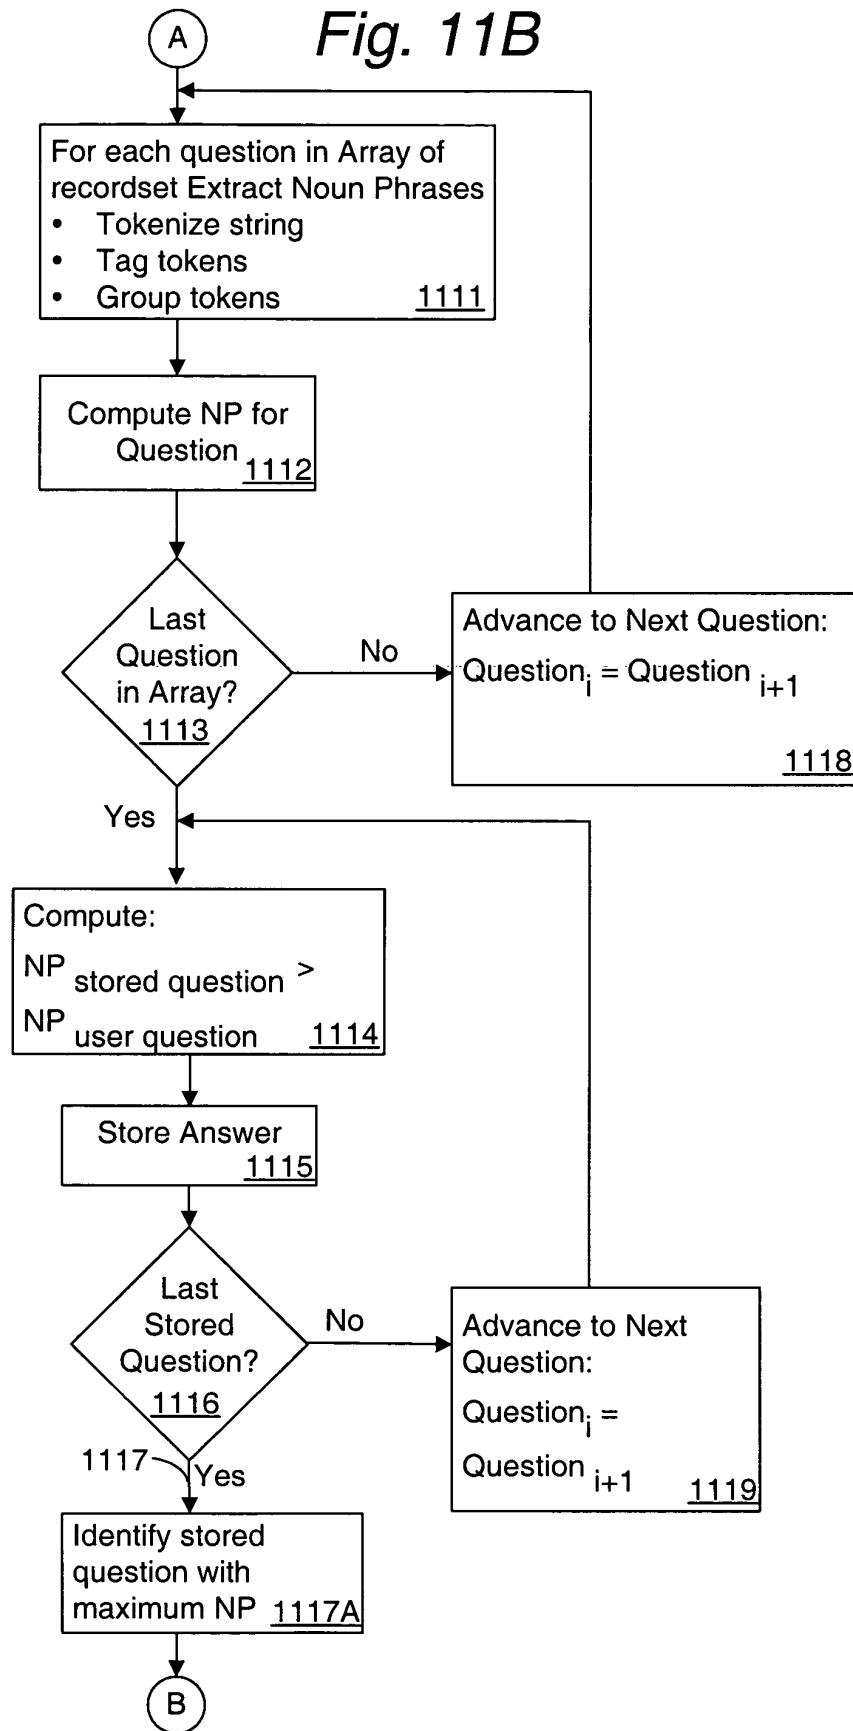 Fig. 11B
A
For each question in Array of
recordset Extract Noun Phrases
• Tokenize string
• Tag tokens
• Group tokens 1111
Compute NP for
Question 1112
Last
Question
in Array?
1113
No
Advance to Next Question:
Question i = Question i+1
1118
Yes
Compute:
NP stored question >
NP user question 1114
Store Answer
1115
Last
Stored
Question?
1116
No
Advance to Next
Question:
Question i =
Question i+1
1119
1117
Yes
Identify stored
question with
maximum NP 1117A
B